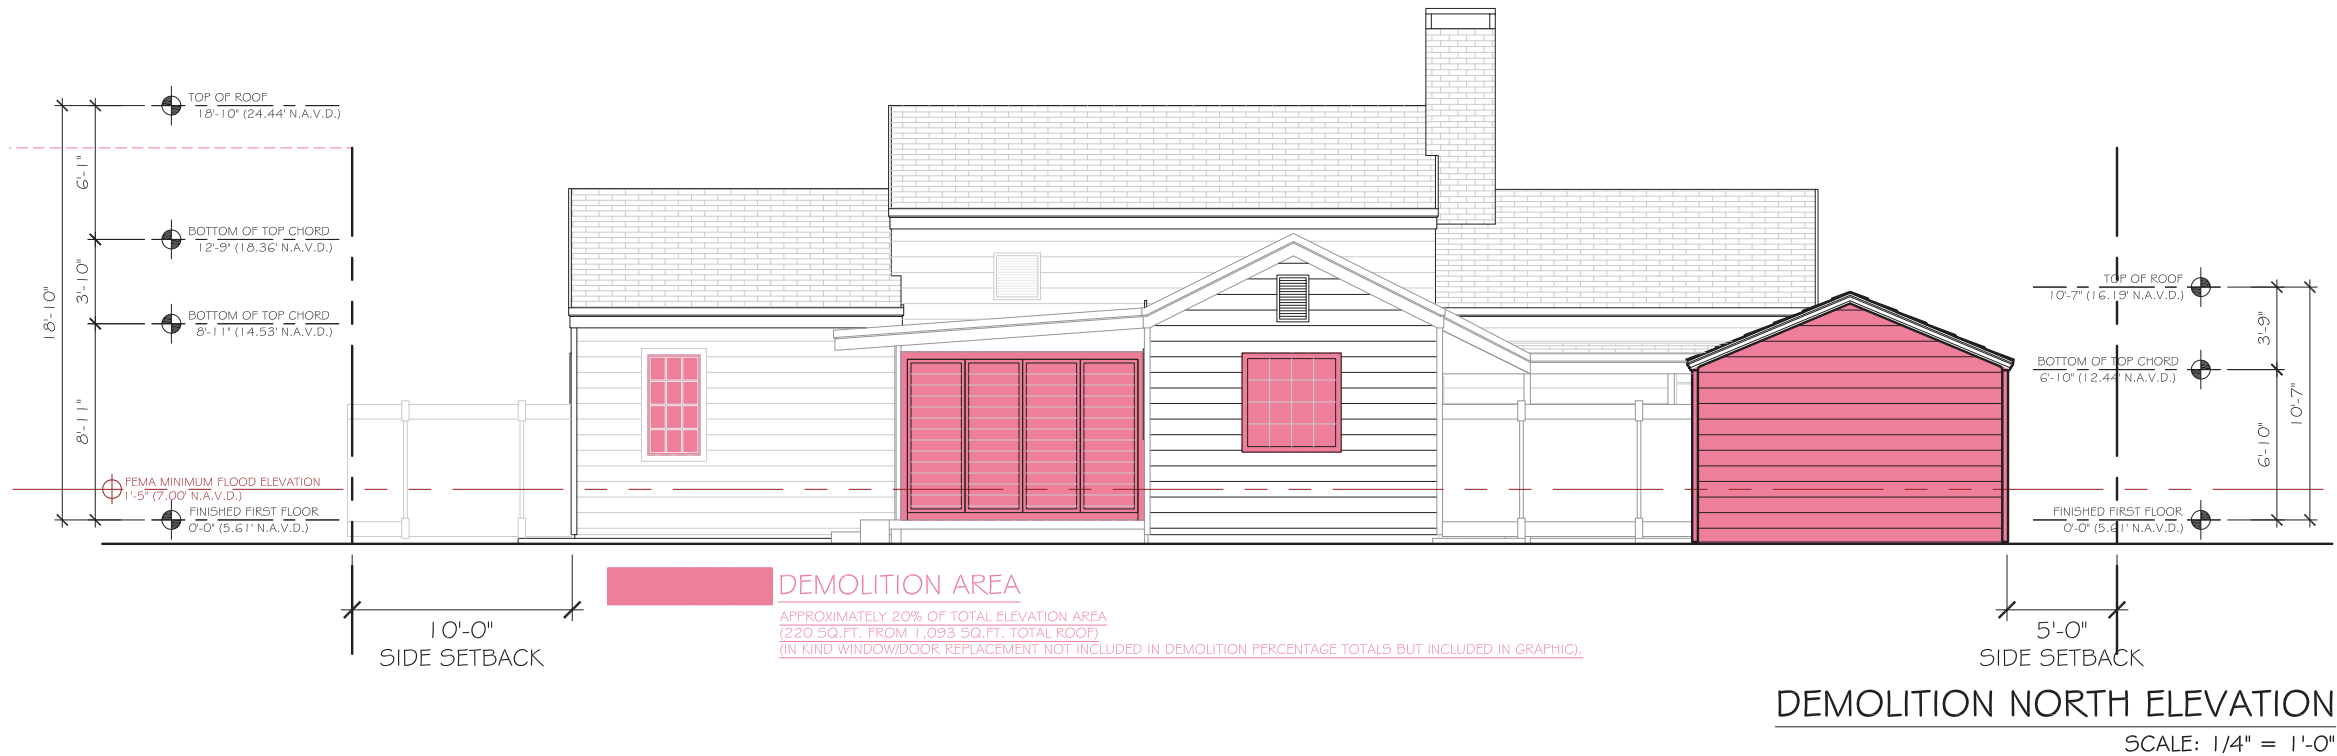 TOP OF ROOF
18'-10" (24.44' N.A.V.D.)
6'-1"
BOTTOM OF TOP CHORD
12'-9" (18.36' N.A.V.D.)
3'-10"
18'-10"
BOTTOM OF TOP CHORD
8'-11" (14.53' N.A.V.D.)
8'-11"
FEMA MINIMUM FLOOD ELEVATION
1'-5" (7.00' N.A.V.D.)
FINISHED FIRST FLOOR
0'-0" (5.61' N.A.V.D.)
TOP OF ROOF
10'-7" (16.19' N.A.V.D.)
3'-9"
BOTTOM OF TOP CHORD
6'-10" (12.44' N.A.V.D.)
10'-7"
6'-10"
FINISHED FIRST FLOOR
0'-0" (5.61' N.A.V.D.)
10'-0"
SIDE SETBACK
DEMOLITION AREA
APPROXIMATELY 20% OF TOTAL ELEVATION AREA
(220 SQ.FT. FROM 1,093 SQ.FT. TOTAL ROOF)
(IN KIND WINDOW/DOOR REPLACEMENT NOT INCLUDED IN DEMOLITION PERCENTAGE TOTALS BUT INCLUDED IN GRAPHIC).
5'-0"
SIDE SETBACK
DEMOLITION NORTH ELEVATION
SCALE: 1/4" = 1'-0"